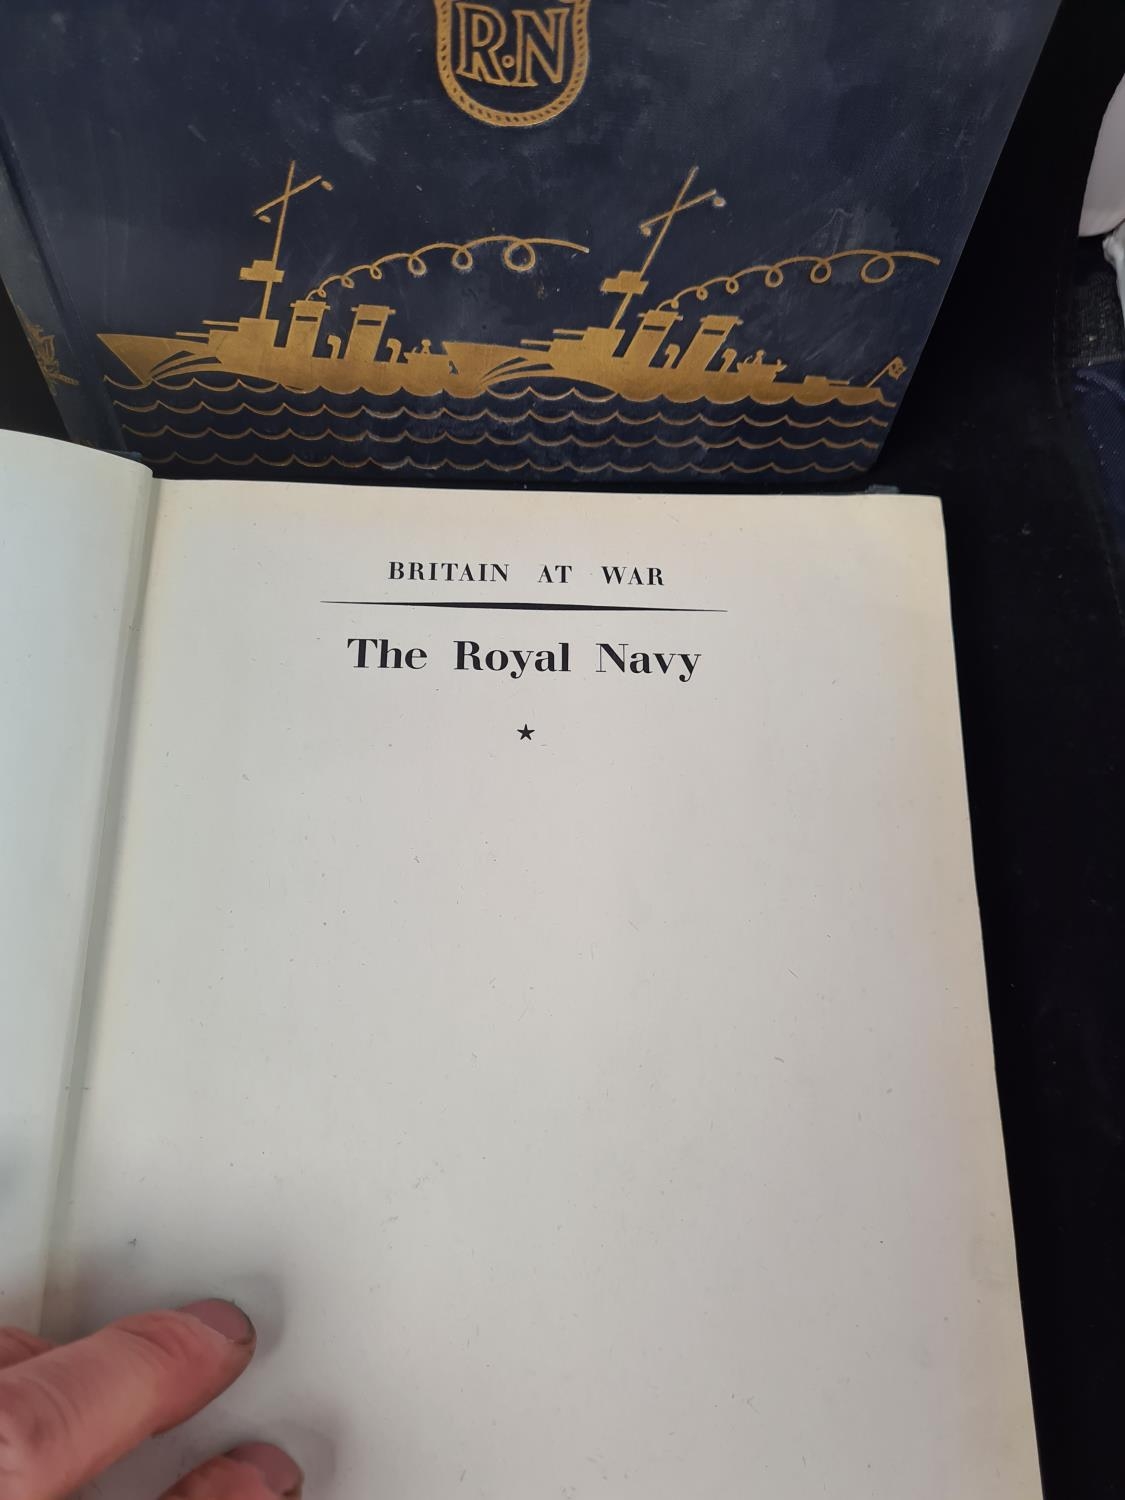 R·N
BRITAIN AT WAR
The Royal Navy
★